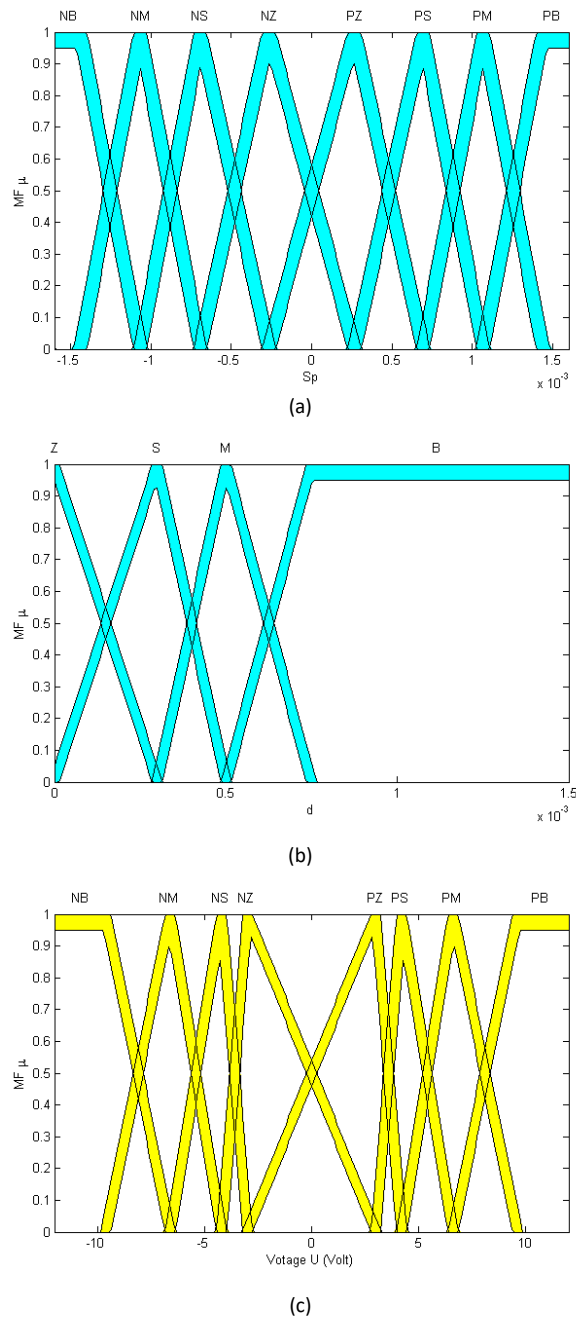 NB NM NS NZ PZ PS PM PB
1
0.9
0.8
0.7
0.6
0.5
0.4
0.3
0.2
0.1
0
MF μ
-1.5 -1 -0.5 0 0.5 1 1.5
Sp
x 10⁻³
(a)
Z S M B
1
0.9
0.8
0.7
0.6
0.5
0.4
0.3
0.2
0.1
0
MF μ
0 0.5 1 1.5
d
x 10⁻³
(b)
NB NM NS NZ PZ PS PM PB
1
0.9
0.8
0.7
0.6
0.5
0.4
0.3
0.2
0.1
0
MF μ
-10 -5 0 5 10
Votage U (Volt)
(c)